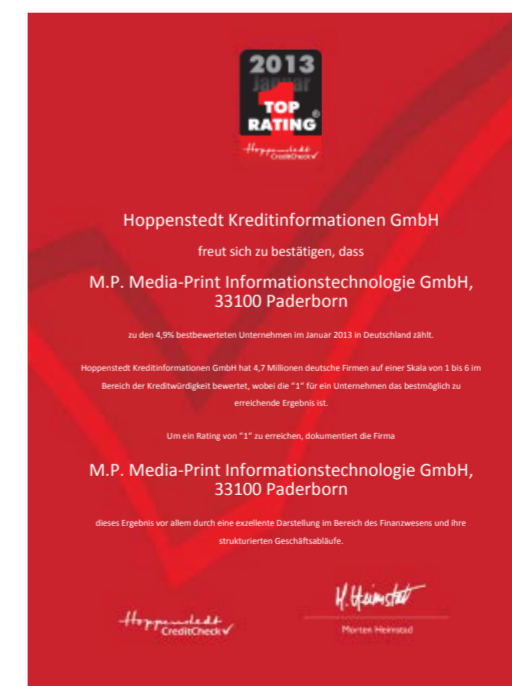 2013
Januar
1
TOP
RATING®
Hoppenstedt
CreditCheck
Hoppenstedt Kreditinformationen GmbH
freut sich zu bestätigen, dass
M.P. Media-Print Informationstechnologie GmbH,
33100 Paderborn
zu den 4,9% bestbewerteten Unternehmen im Januar 2013 in Deutschland zählt.
Hoppenstedt Kreditinformationen GmbH hat 4,7 Millionen deutsche Firmen auf einer Skala von 1 bis 6 im
Bereich der Kreditwürdigkeit bewertet, wobei die "1" für ein Unternehmen das bestmöglich zu
erreichende Ergebnis ist.
Um ein Rating von "1" zu erreichen, dokumentiert die Firma
M.P. Media-Print Informationstechnologie GmbH,
33100 Paderborn
dieses Ergebnis vor allem durch eine exzellente Darstellung im Bereich des Finanzwesens und ihre
strukturierten Geschäftsabläufe.
M. Heimstad
Hoppenstedt
CreditCheck
Morten Heimstad